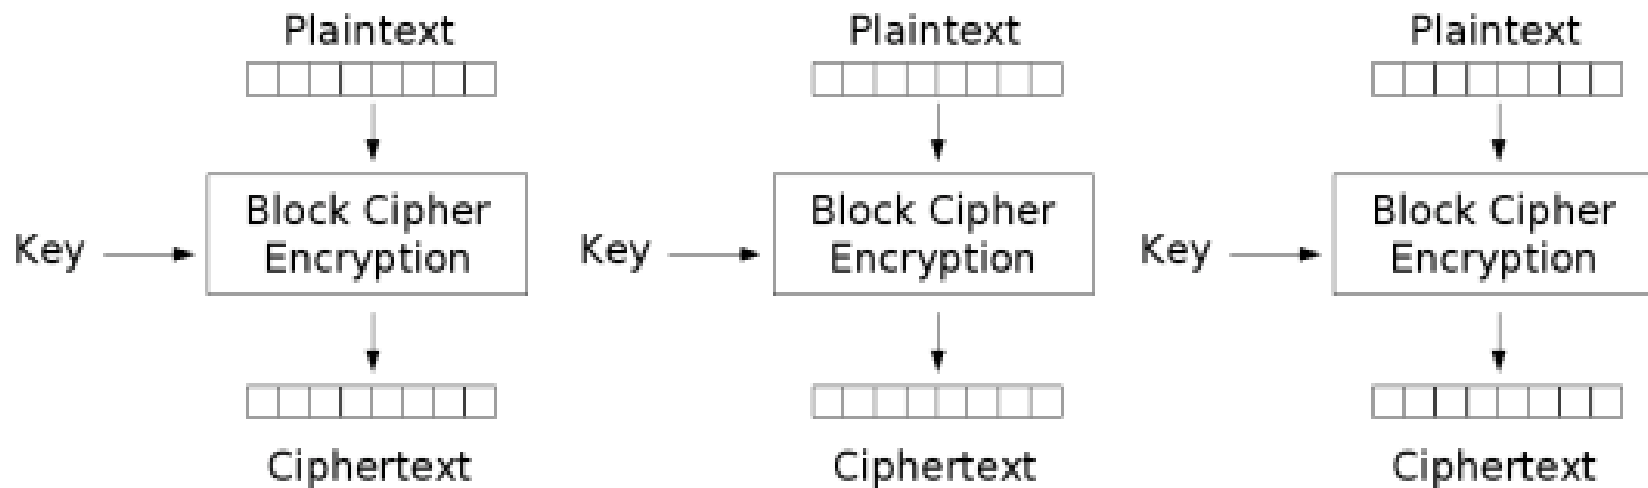 Plaintext
Plaintext
Plaintext
Key
Block Cipher
Encryption
Key
Block Cipher
Encryption
Key
Block Cipher
Encryption
Ciphertext
Ciphertext
Ciphertext